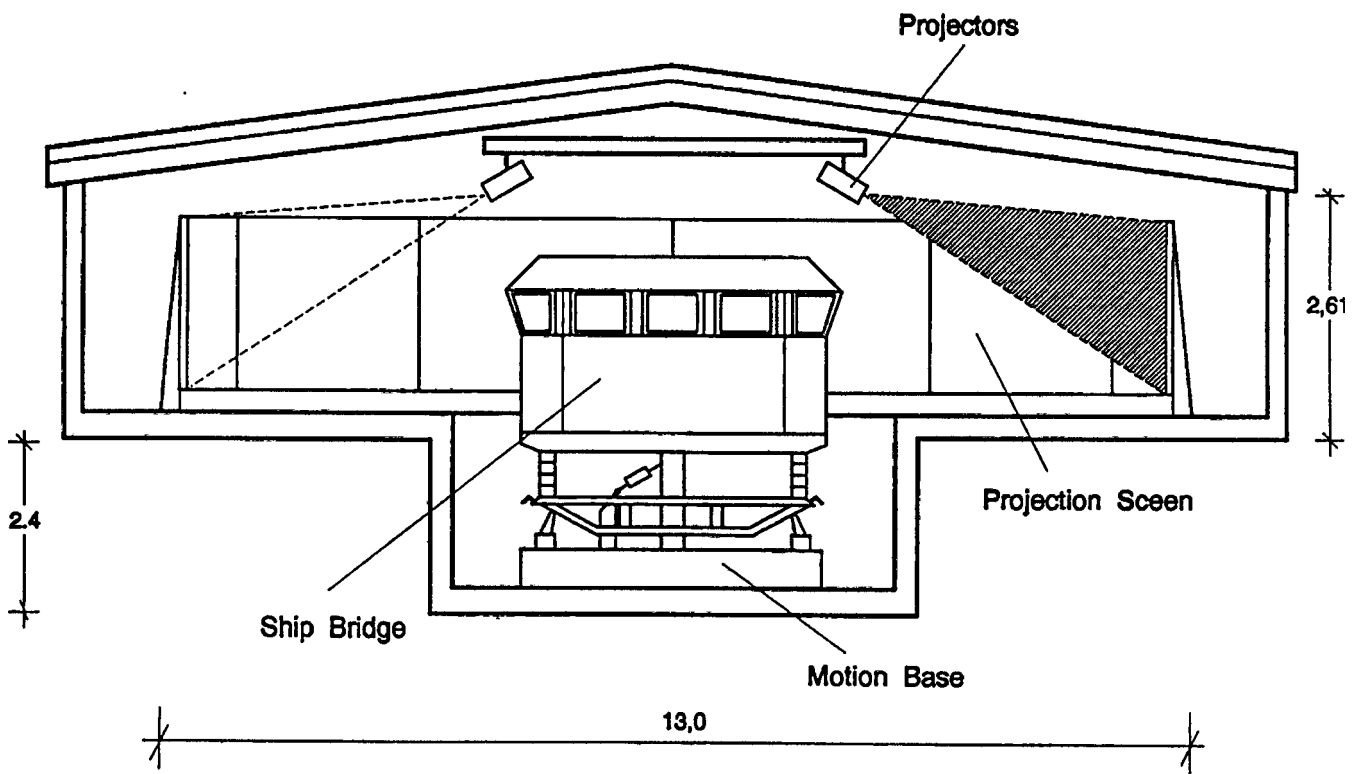 Projectors
2,61
2.4
Projection Sceen
Ship Bridge
Motion Base
13,0